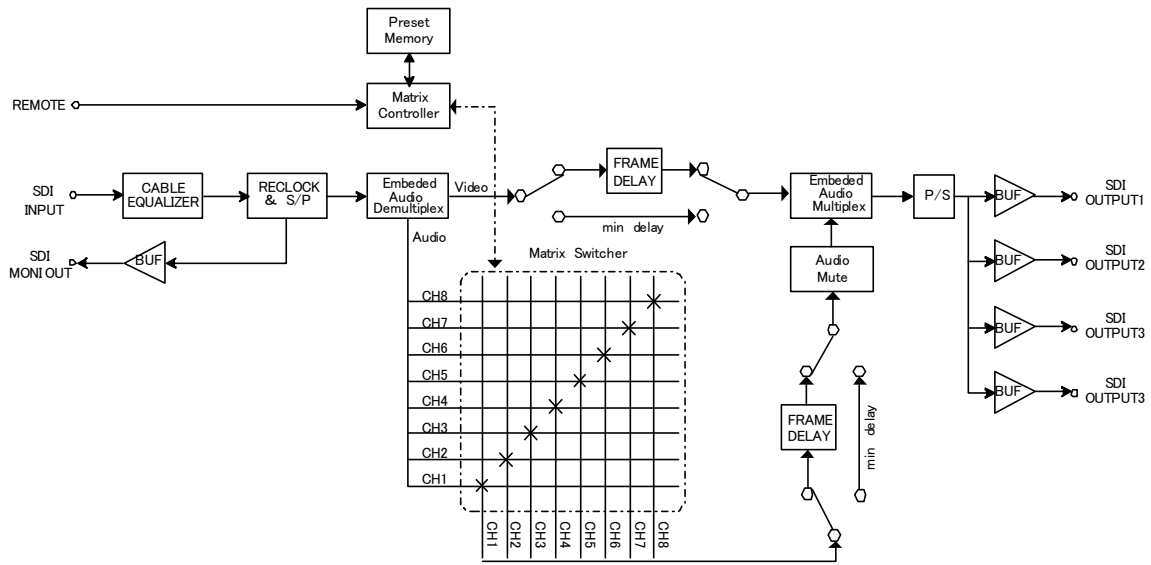 Preset
Memory
REMOTE
Matrix
Controller
SDI
INPUT
CABLE
EQUALIZER
RECLOCK
& S/P
Embeded
Audio
Demultiplex
Video
Audio
FRAME
DELAY
min delay
Embeded
Audio
Multiplex
P/S
BUF
SDI
OUTPUT1
SDI
MONI OUT
BUF
Matrix Switcher
Audio
Mute
BUF
SDI
OUTPUT2
BUF
SDI
OUTPUT3
BUF
SDI
OUTPUT3
CH8
CH7
CH6
CH5
CH4
CH3
CH2
CH1
FRAME
DELAY
min delay
CH1
CH2
CH3
CH4
CH5
CH6
CH7
CH8